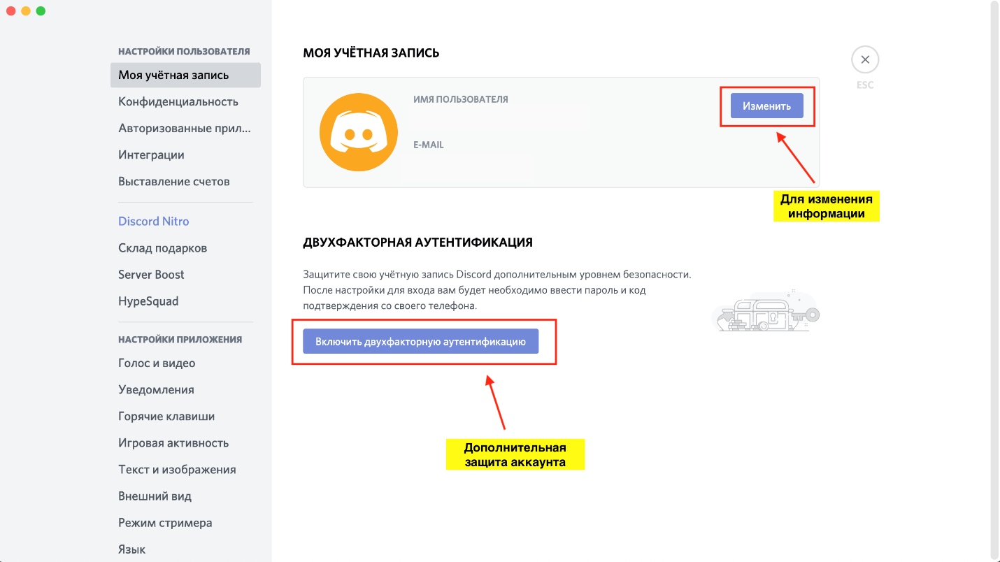 НАСТРОЙКИ ПОЛЬЗОВАТЕЛЯ
Моя учётная запись
Конфиденциальность
Авторизованные прил...
Интеграции
Выставление счетов
Discord Nitro
Склад подарков
Server Boost
HypeSquad
НАСТРОЙКИ ПРИЛОЖЕНИЯ
Голос и видео
Уведомления
Горячие клавиши
Игровая активность
Текст и изображения
Внешний вид
Режим стримера
Язык
МОЯ УЧЁТНАЯ ЗАПИСЬ
ИМЯ ПОЛЬЗОВАТЕЛЯ
E-MAIL
Изменить
ESC
Для изменения
информации
ДВУХФАКТОРНАЯ АУТЕНТИФИКАЦИЯ
Защитите свою учётную запись Discord дополнительным уровнем безопасности.
После настройки для входа вам будет необходимо ввести пароль и код
подтверждения со своего телефона.
Включить двухфакторную аутентификацию
Дополнительная
защита аккаунта